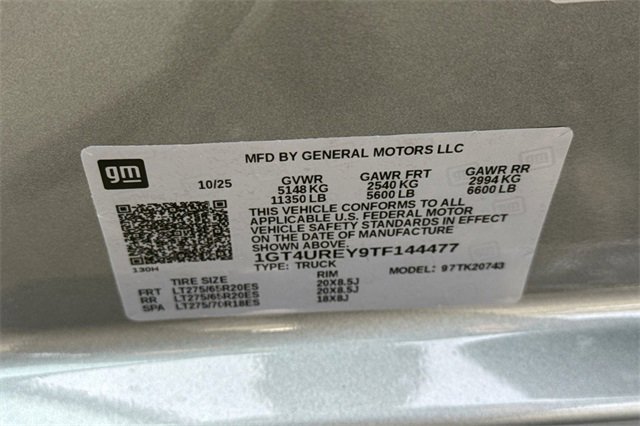 gm
MFD BY GENERAL MOTORS LLC
10/25
GVWR GAWR FRT GAWR RR
5148 KG 2540 KG 2994 KG
11350 LB 5600 LB 6600 LB
THIS VEHICLE CONFORMS TO ALL
APPLICABLE U.S. FEDERAL MOTOR
VEHICLE SAFETY STANDARDS IN EFFECT
ON THE DATE OF MANUFACTURE
SHOWN ABOVE.
1GT4UREY9TF144477
130H
TYPE: TRUCK MODEL: 97TK20743
TIRE SIZE RIM
FRT LT275/65R20ES 20X8.5J
RR LT275/65R20ES 20X8.5J
SPA LT275/70R18ES 18X8J